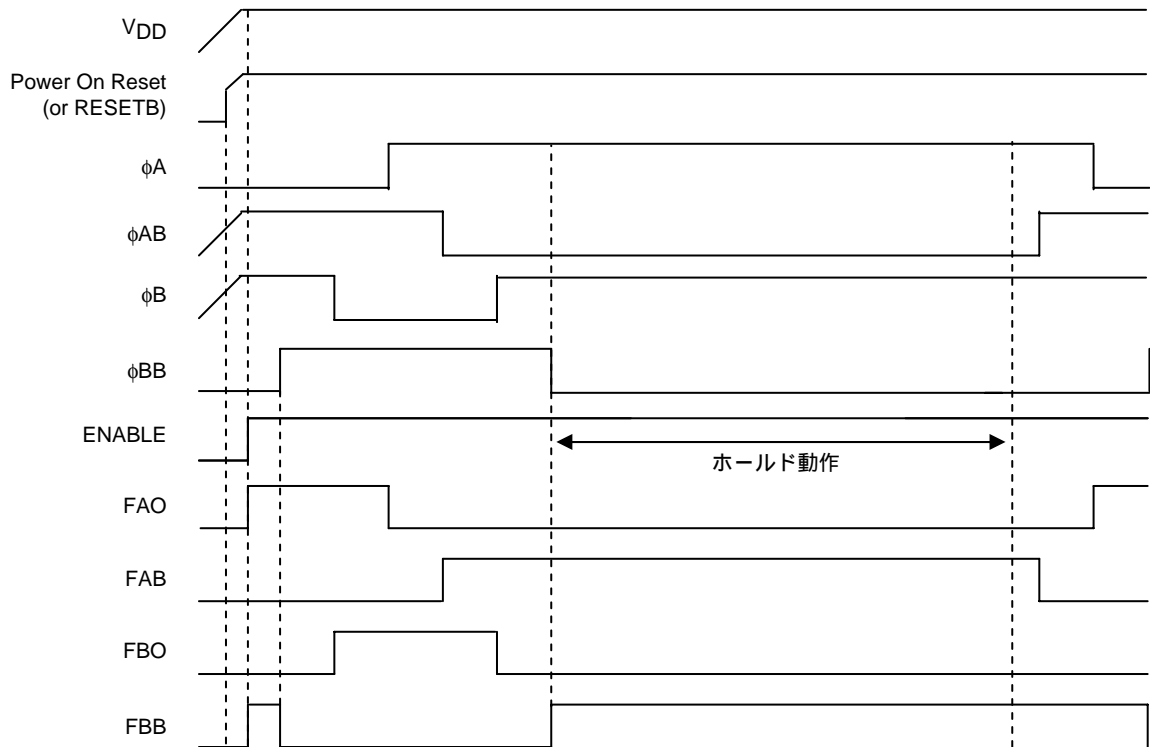 VDD
Power On Reset
(or RESETB)
ϕA
ϕAB
ϕB
ϕBB
ENABLE
ホールド動作
FAO
FAB
FBO
FBB